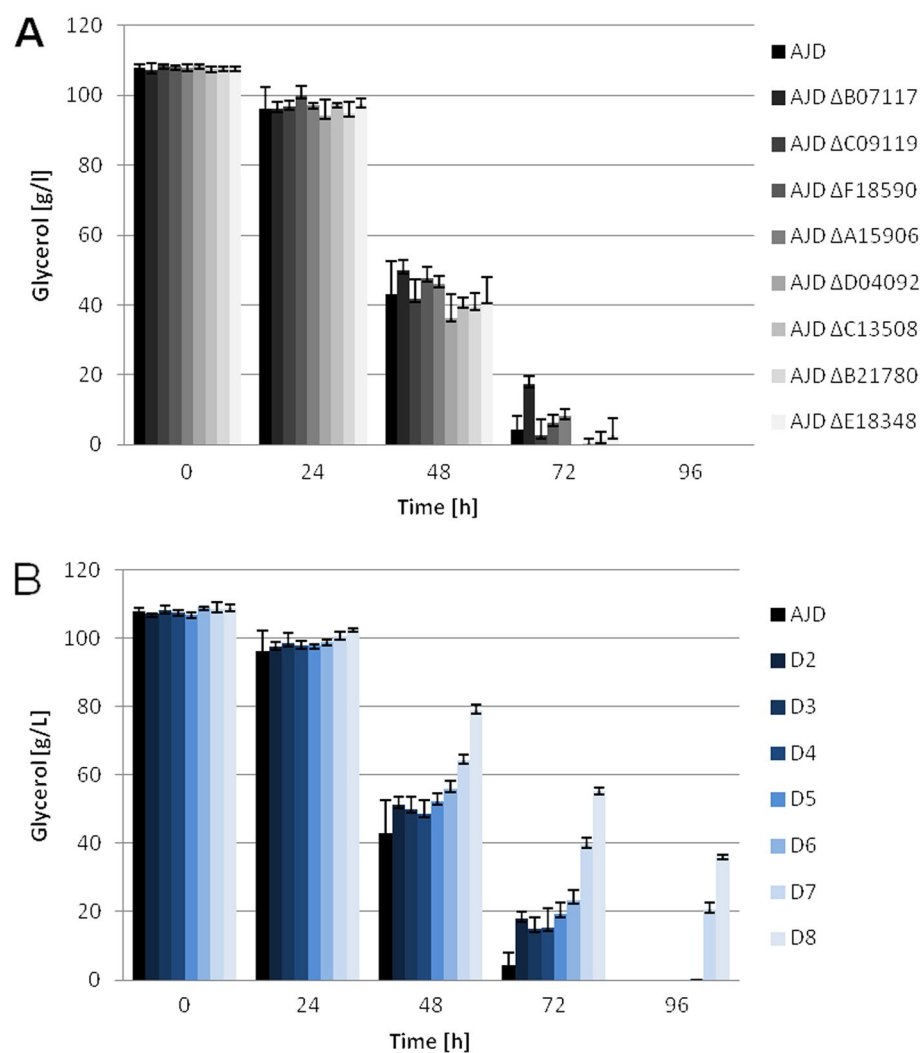 A
120
100
80
60
40
20
0
Glycerol [g/l]
0 24 48 72 96
Time [h]
AJD
AJD ΔB07117
AJD ΔC09119
AJD ΔF18590
AJD ΔA15906
AJD ΔD04092
AJD ΔC13508
AJD ΔB21780
AJD ΔE18348
B
120
100
80
60
40
20
0
Glycerol [g/L]
0 24 48 72 96
Time [h]
AJD
D2
D3
D4
D5
D6
D7
D8